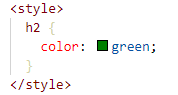 <style>
h2 {
color: green;
}
</style>